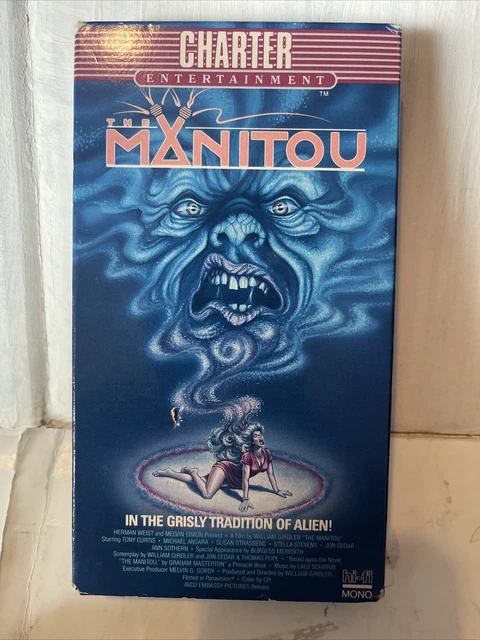 CHARTER
ENTERTAINMENT
TM
THE
MANITOU
IN THE GRISLY TRADITION OF ALIEN!
HERMAN WEIST and MELVIN SIMON Present • A Film by WILLIAM GIRDLER "THE MANITOU"
Starring TONY CURTIS • MICHAEL ANSARA • SUSAN STRASBERG • STELLA STEVENS • JON CEDAR
ANN SOTHERN • Special Appearance by BURGESS MEREDITH
Screenplay by WILLIAM GIRDLER and JON CEDAR & THOMAS POPE • "Based upon the Novel
"THE MANITOU" by GRAHAM MASTERTON" a Pinnacle Book • Music by LALO SCHIFRIN
Executive Producer MELVIN G. GORDY • Produced and Directed by WILLIAM GIRDLER
Filmed in Panavision® • Color by CFI
AVCO EMBASSY PICTURES Release
hi-fi
MONO